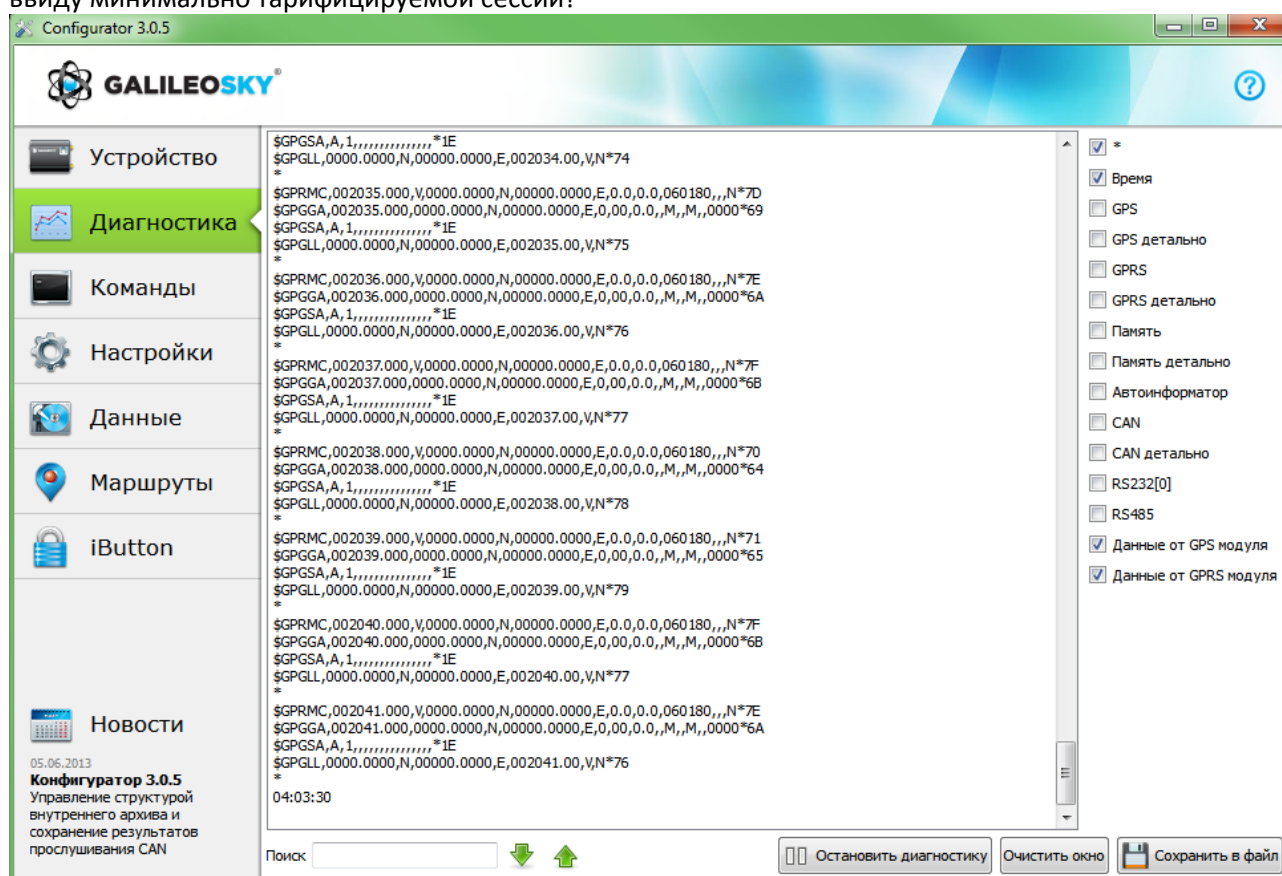 ввиду минимально тарифицируемой сессии?
Configurator 3.0.5
GALILEOSKY®
?
Устройство
Диагностика
Команды
Настройки
Данные
Маршруты
iButton
Новости
05.06.2013
Конфигуратор 3.0.5
Управление структурой
внутреннего архива и
сохранение результатов
прослушивания CAN
$GPGSA,A,1,,,,,,,,,,,,,,,*1E
$GPGLL,0000.0000,N,00000.0000,E,002034.00,V,N*74
*
$GPRMC,002035.000,V,0000.0000,N,00000.0000,E,0.0,0.0,060180,,,N*7D
$GPGGA,002035.000,0000.0000,N,00000.0000,E,0,00,0.0,,M,,M,,0000*69
$GPGSA,A,1,,,,,,,,,,,,,,,*1E
$GPGLL,0000.0000,N,00000.0000,E,002035.00,V,N*75
*
$GPRMC,002036.000,V,0000.0000,N,00000.0000,E,0.0,0.0,060180,,,N*7E
$GPGGA,002036.000,0000.0000,N,00000.0000,E,0,00,0.0,,M,,M,,0000*6A
$GPGSA,A,1,,,,,,,,,,,,,,,*1E
$GPGLL,0000.0000,N,00000.0000,E,002036.00,V,N*76
*
$GPRMC,002037.000,V,0000.0000,N,00000.0000,E,0.0,0.0,060180,,,N*7F
$GPGGA,002037.000,0000.0000,N,00000.0000,E,0,00,0.0,,M,,M,,0000*6B
$GPGSA,A,1,,,,,,,,,,,,,,,*1E
$GPGLL,0000.0000,N,00000.0000,E,002037.00,V,N*77
*
$GPRMC,002038.000,V,0000.0000,N,00000.0000,E,0.0,0.0,060180,,,N*70
$GPGGA,002038.000,0000.0000,N,00000.0000,E,0,00,0.0,,M,,M,,0000*64
$GPGSA,A,1,,,,,,,,,,,,,,,*1E
$GPGLL,0000.0000,N,00000.0000,E,002038.00,V,N*78
*
$GPRMC,002039.000,V,0000.0000,N,00000.0000,E,0.0,0.0,060180,,,N*71
$GPGGA,002039.000,0000.0000,N,00000.0000,E,0,00,0.0,,M,,M,,0000*65
$GPGSA,A,1,,,,,,,,,,,,,,,*1E
$GPGLL,0000.0000,N,00000.0000,E,002039.00,V,N*79
*
$GPRMC,002040.000,V,0000.0000,N,00000.0000,E,0.0,0.0,060180,,,N*7F
$GPGGA,002040.000,0000.0000,N,00000.0000,E,0,00,0.0,,M,,M,,0000*6B
$GPGSA,A,1,,,,,,,,,,,,,,,*1E
$GPGLL,0000.0000,N,00000.0000,E,002040.00,V,N*77
*
$GPRMC,002041.000,V,0000.0000,N,00000.0000,E,0.0,0.0,060180,,,N*7E
$GPGGA,002041.000,0000.0000,N,00000.0000,E,0,00,0.0,,M,,M,,0000*6A
$GPGSA,A,1,,,,,,,,,,,,,,,*1E
$GPGLL,0000.0000,N,00000.0000,E,002041.00,V,N*76
*
04:03:30
*
Время
GPS
GPS детально
GPRS
GPRS детально
Память
Память детально
Автоинформатор
CAN
CAN детально
RS232[0]
RS485
Данные от GPS модуля
Данные от GPRS модуля
Поиск
Остановить диагностику
Очистить окно
Сохранить в файл